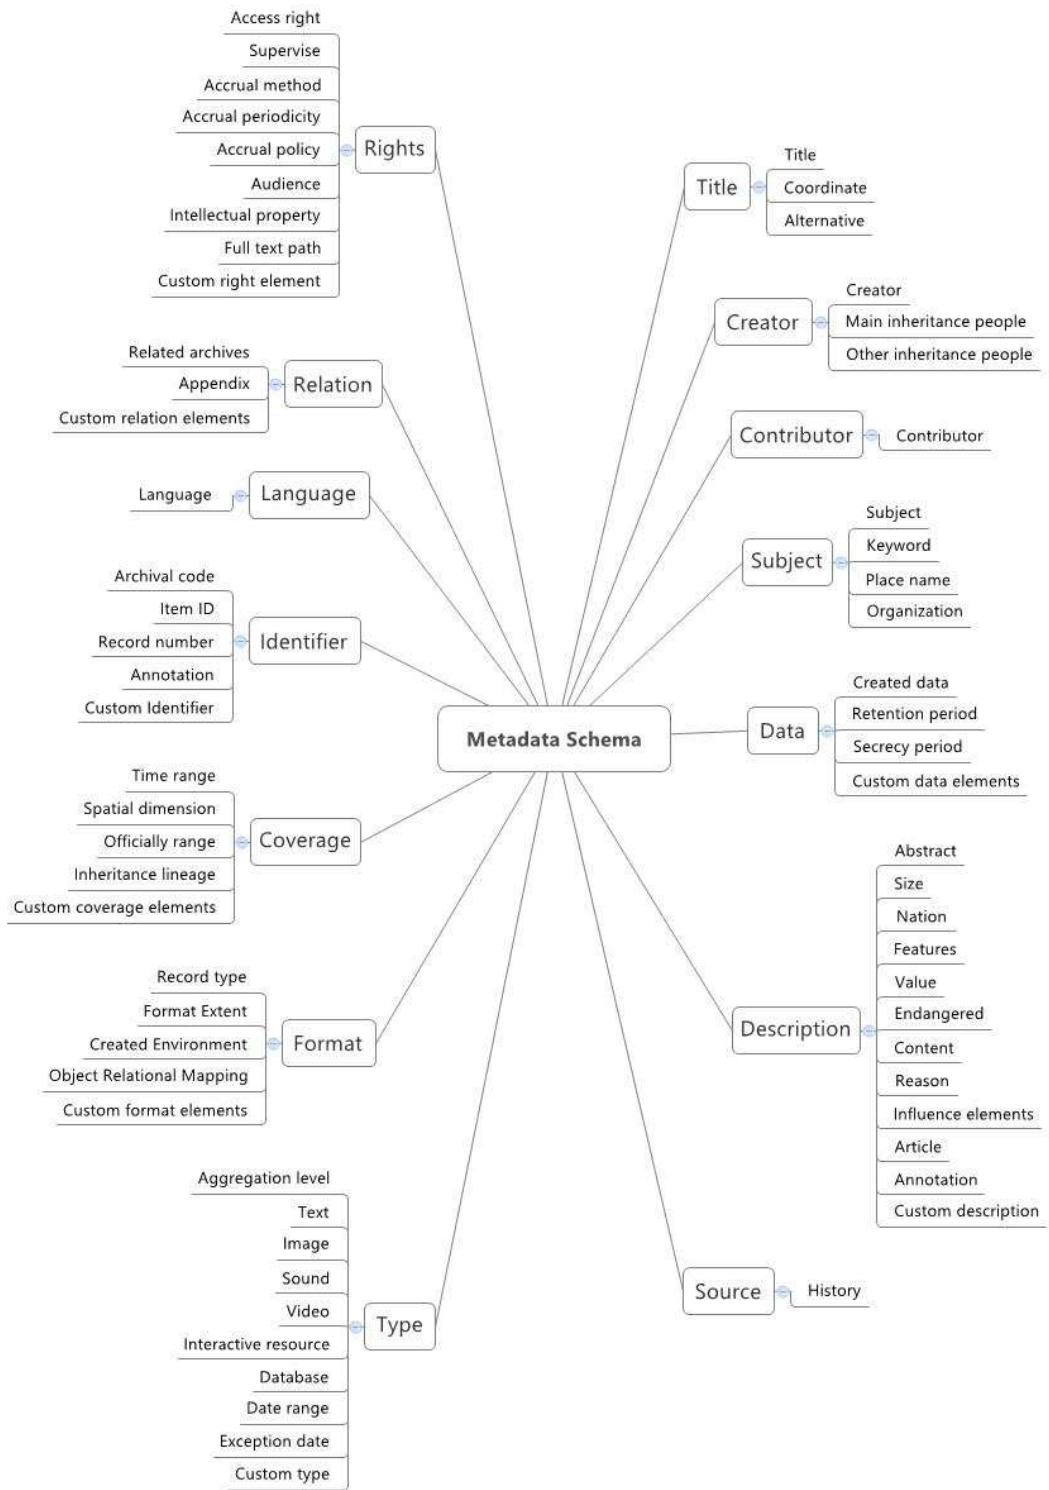 Access right
Supervise
Accrual method
Accrual periodicity
Accrual policy
Audience
Intellectual property
Full text path
Custom right element
Rights
Related archives
Appendix
Custom relation elements
Relation
Language
Language
Archival code
Item ID
Record number
Annotation
Custom Identifier
Identifier
Time range
Spatial dimension
Officially range
Inheritance lineage
Custom coverage elements
Coverage
Record type
Format Extent
Created Environment
Object Relational Mapping
Custom format elements
Format
Aggregation level
Text
Image
Sound
Video
Interactive resource
Database
Date range
Exception date
Custom type
Type
Metadata Schema
Title
Title
Coordinate
Alternative
Creator
Creator
Main inheritance people
Other inheritance people
Contributor
Contributor
Subject
Subject
Keyword
Place name
Organization
Data
Created data
Retention period
Secrecy period
Custom data elements
Description
Abstract
Size
Nation
Features
Value
Endangered
Content
Reason
Influence elements
Article
Annotation
Custom description
Source
History